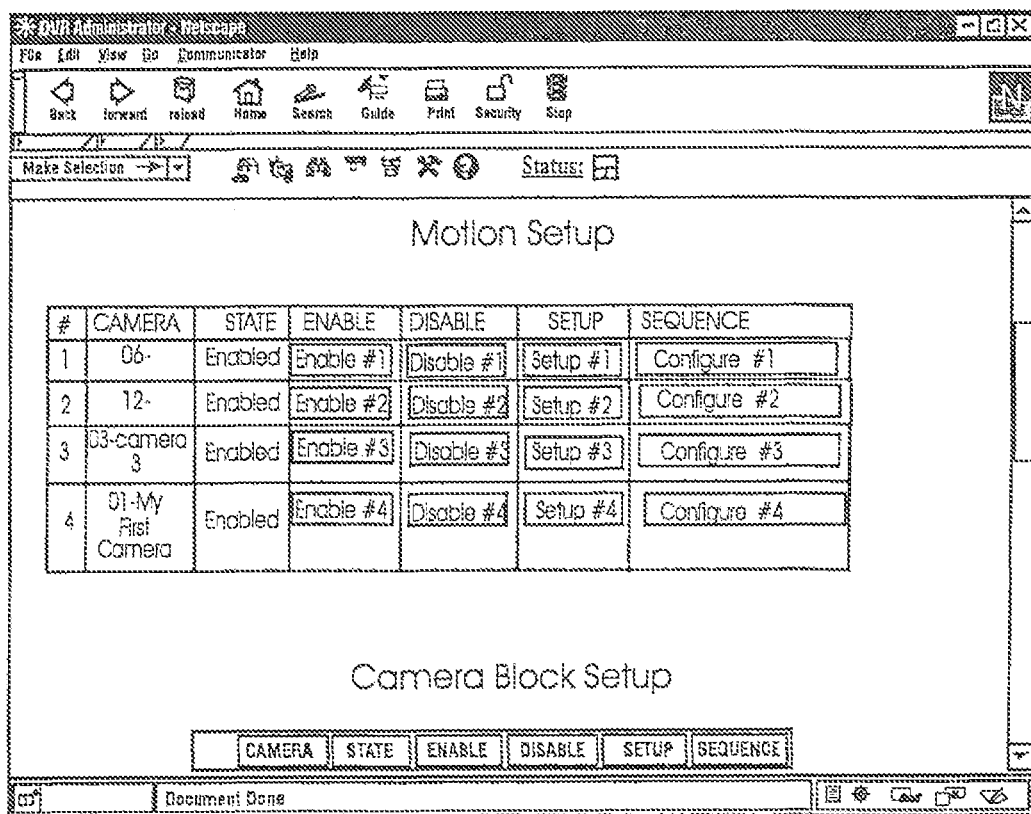 DVR Administrator - Netscape
File Edit View Go Communicator Help
Back forward reload Home Search Guide Print Security Stop
N
Make Selection Status:
Motion Setup
# CAMERA STATE ENABLE DISABLE SETUP SEQUENCE
1 06- Enabled Enable #1 Disable #1 Setup #1 Configure #1
2 12- Enabled Enable #2 Disable #2 Setup #2 Configure #2
3 03-camera 3 Enabled Enable #3 Disable #3 Setup #3 Configure #3
4 01-My First Camera Enabled Enable #4 Disable #4 Setup #4 Configure #4
Camera Block Setup
CAMERA STATE ENABLE DISABLE SETUP SEQUENCE
Document Done